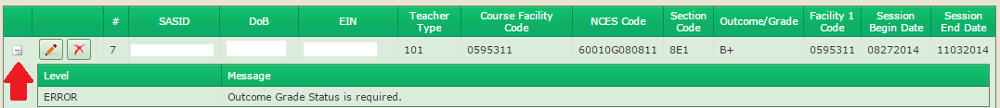 # SASID DoB EIN Teacher Type Course Facility Code NCES Code Section Code Outcome/Grade Facility 1 Code Session Begin Date Session End Date
7 101 0595311 60010G080811 8E1 B+ 0595311 08272014 11032014
Level Message
ERROR Outcome Grade Status is required.